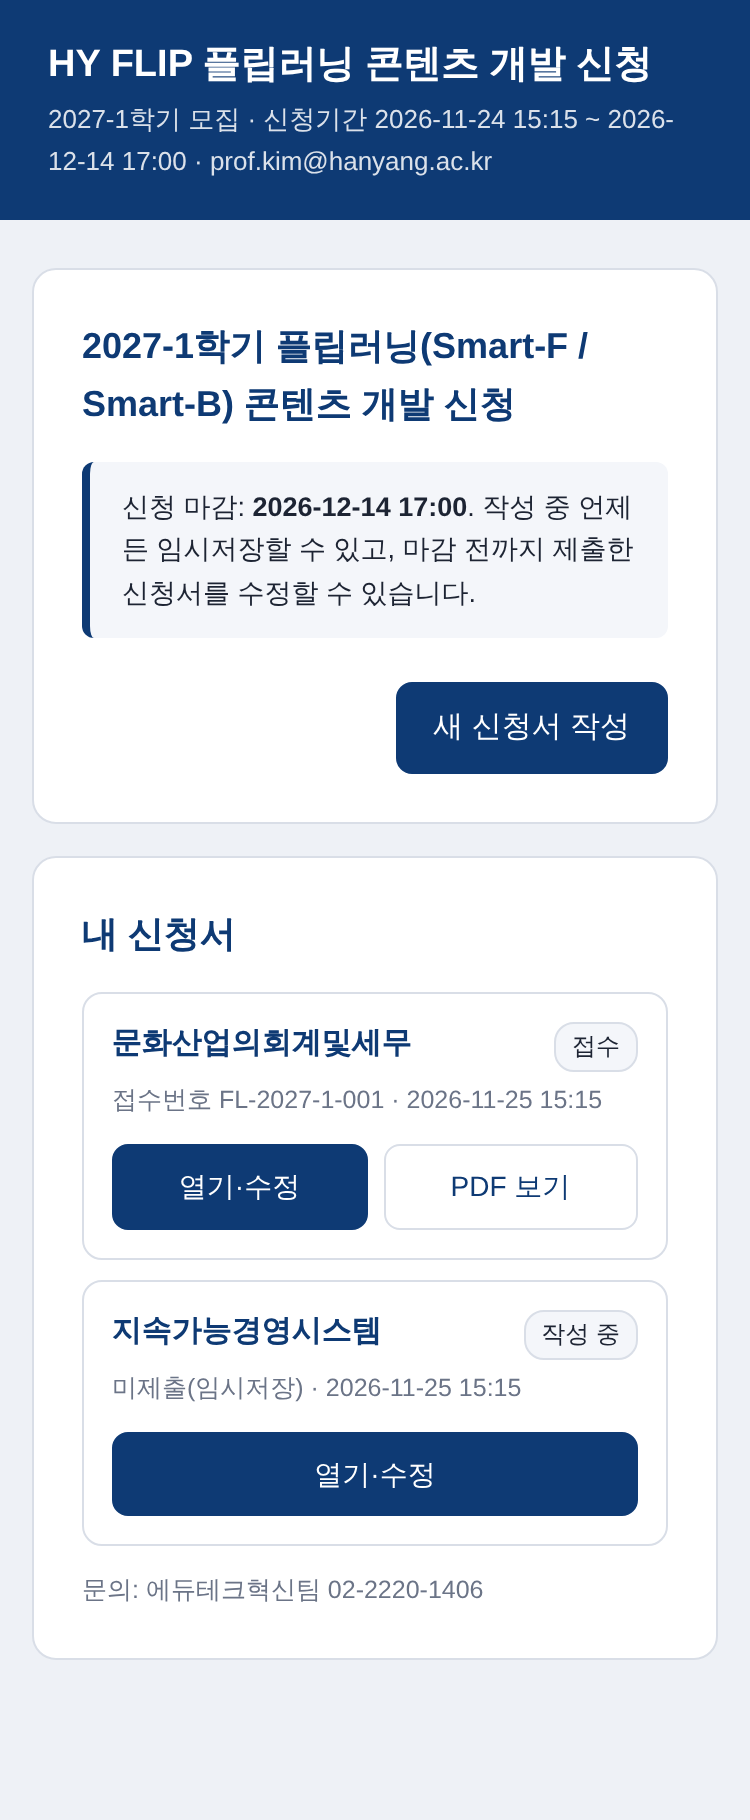 HY FLIP 플립러닝 콘텐츠 개발 신청
2027-1학기 모집 · 신청기간 2026-11-24 15:15 ~ 2026-
12-14 17:00 · prof.kim@hanyang.ac.kr
2027-1학기 플립러닝(Smart-F /
Smart-B) 콘텐츠 개발 신청
신청 마감: 2026-12-14 17:00. 작성 중 언제
든 임시저장할 수 있고, 마감 전까지 제출한
신청서를 수정할 수 있습니다.
새 신청서 작성
내 신청서
문화산업의회계및세무 접수
접수번호 FL-2027-1-001 · 2026-11-25 15:15
열기·수정 PDF 보기
지속가능경영시스템 작성 중
미제출(임시저장) · 2026-11-25 15:15
열기·수정
문의: 에듀테크혁신팀 02-2220-1406